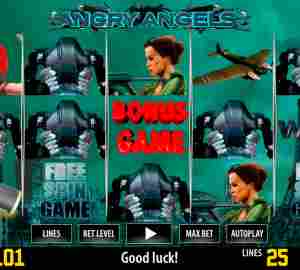 ANGRY ANGELS
BONUS
GAME
FREE
SPIN
GAME
LINES BET LEVEL MAX BET AUTOPLAY
.01 Good luck! LINES 25